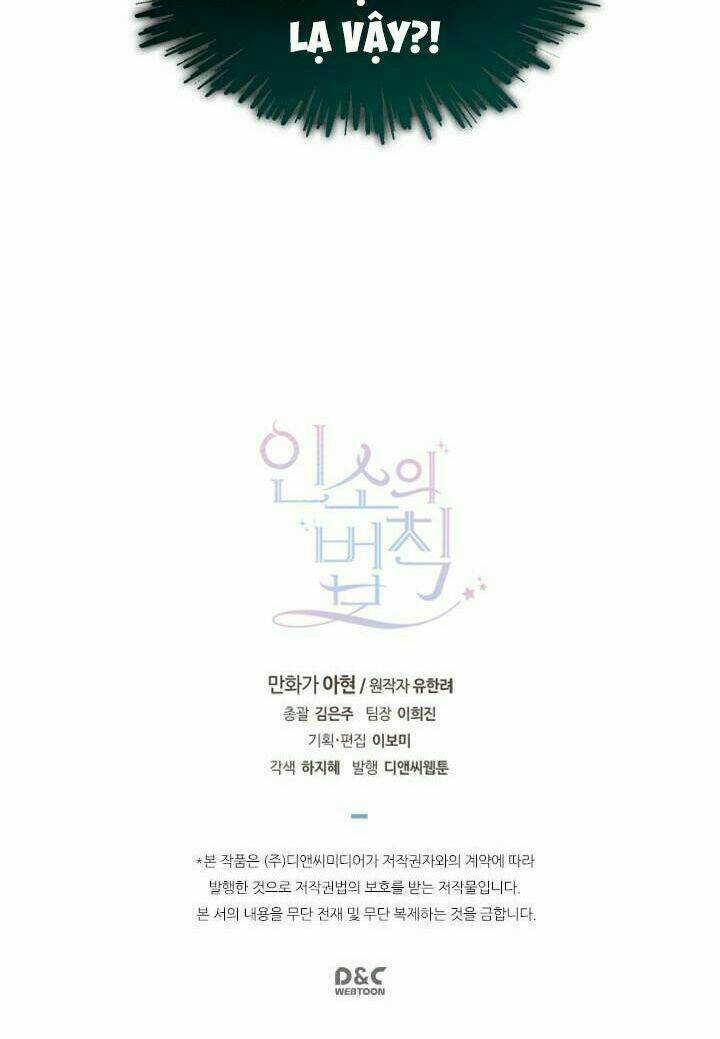 LẠ VẬY?!
인소의
법칙
만화가 아현 / 원작자 유한려
총괄 김은주 팀장 이희진
기획·편집 이보미
각색 하지혜 발행 디앤씨웹툰
*본 작품은 (주)디앤씨미디어가 저작권자와의 계약에 따라
발행한 것으로 저작권법의 보호를 받는 저작물입니다.
본 서의 내용을 무단 전재 및 무단 복제하는 것을 금합니다.
D&C
WEBTOON